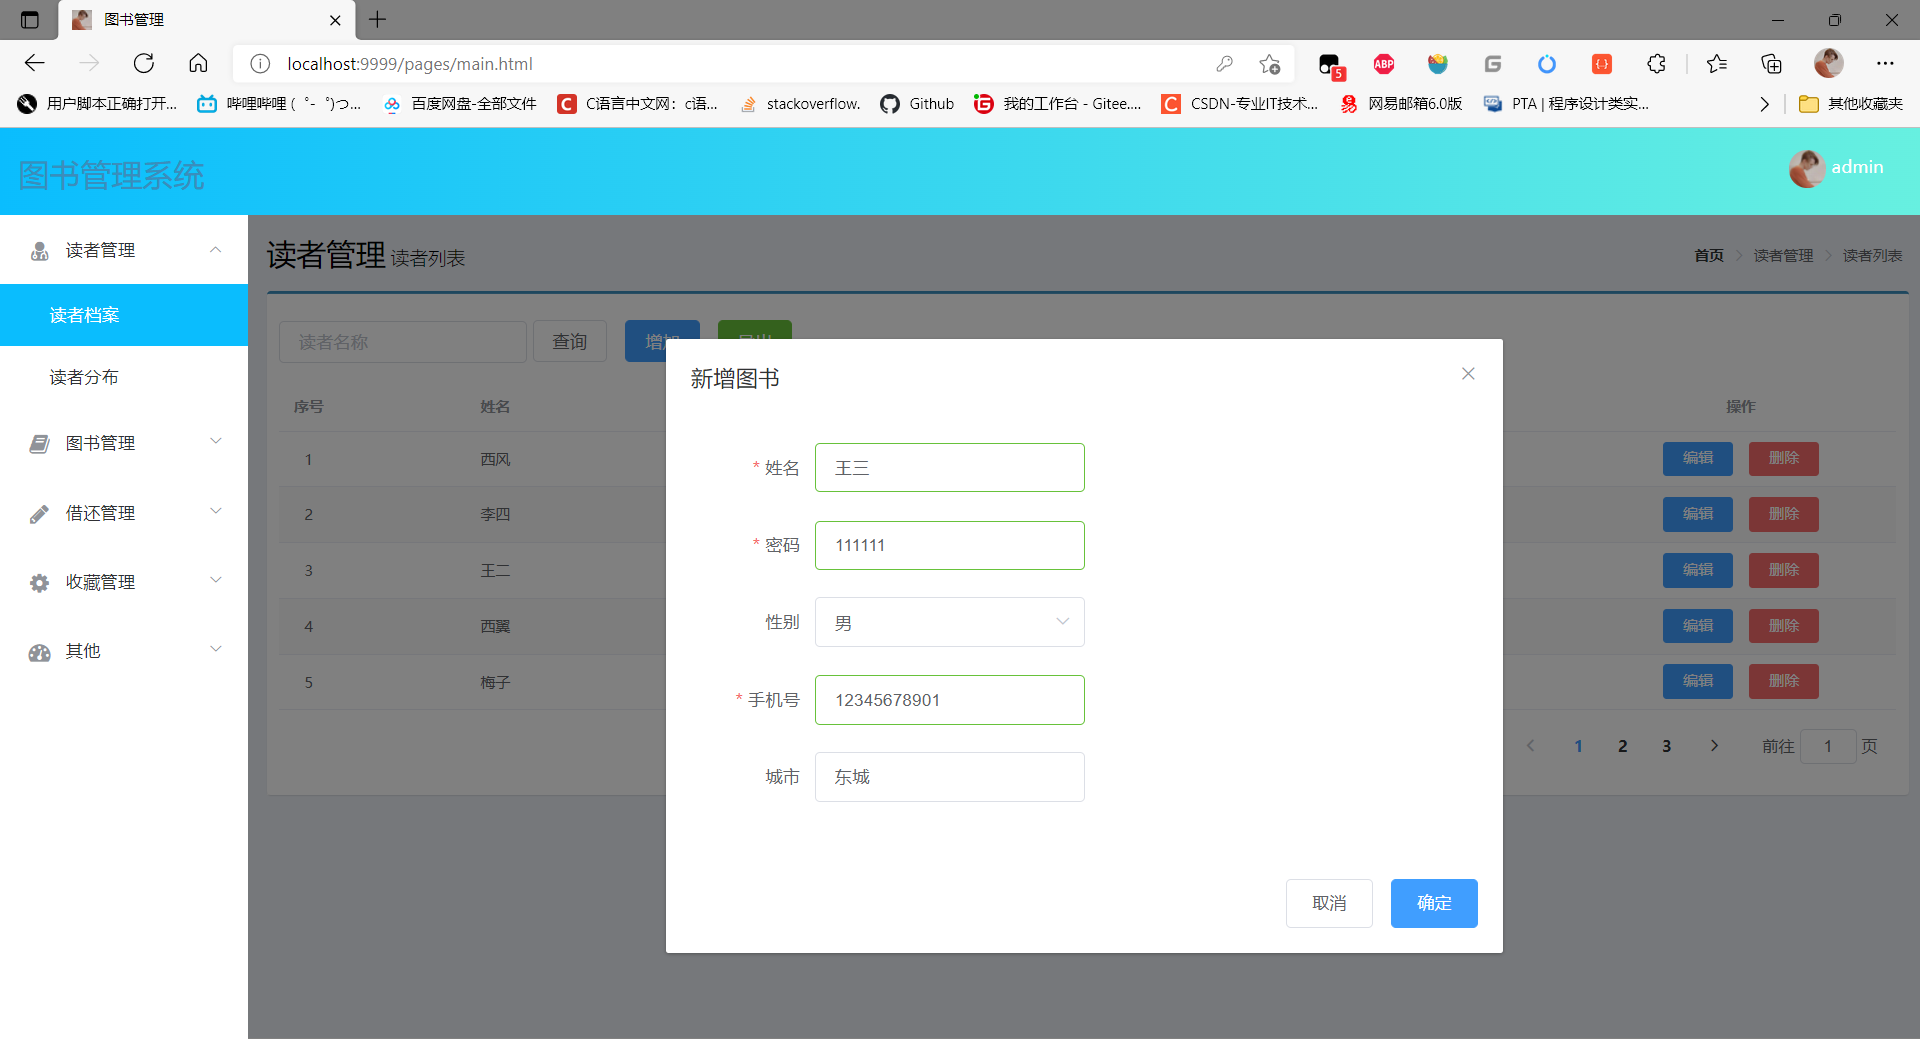 图书管理
localhost:9999/pages/main.html
ABP
5
用户脚本正确打开...
哔哩哔哩 ( ゜- ゜)つ...
百度网盘-全部文件
C语言中文网：c语...
stackoverflow.
Github
我的工作台 - Gitee....
CSDN-专业IT技术...
网易邮箱6.0版
PTA | 程序设计类实...
其他收藏夹
图书管理系统
admin
读者管理
读者档案
读者分布
图书管理
借还管理
收藏管理
其他
读者管理 读者列表
首页 > 读者管理 > 读者列表
读者名称 查询 增加
序号 姓名 操作
1 西风 编辑 删除
2 李四 编辑 删除
3 王二 编辑 删除
4 西翼 编辑 删除
5 梅子 编辑 删除
1 2 3 前往 1 页
新增图书
* 姓名 王三
* 密码 111111
性别 男
* 手机号 12345678901
城市 东城
取消 确定